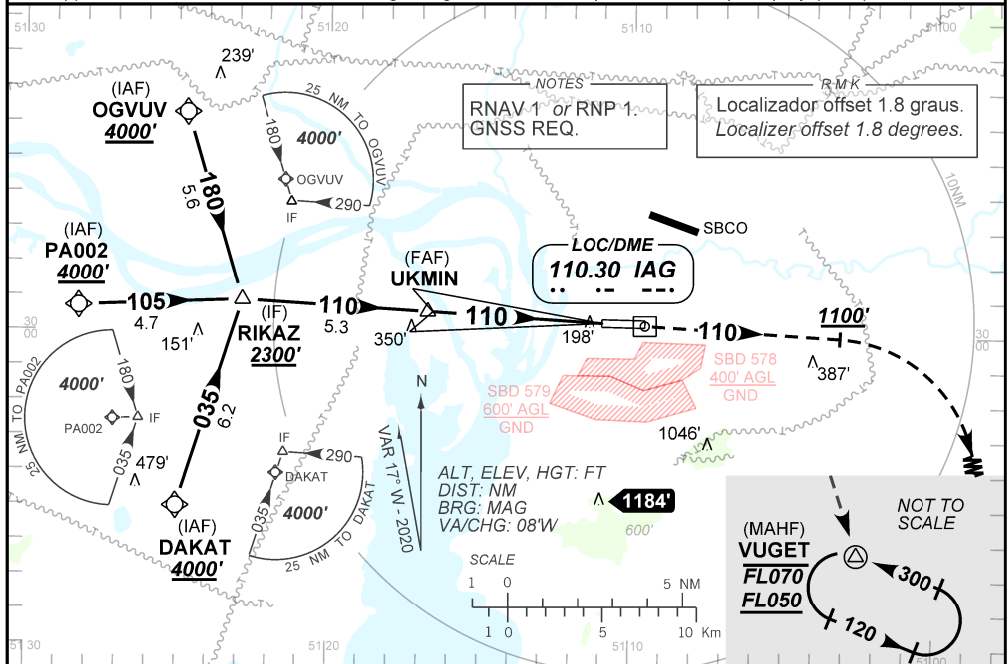 51 30
51 20
51 10
51 00
239'
(IAF)
OGVUV
4000'
25 NM TO OGVUV
4000'
180
OGVUV
290
IF
NOTES
RNAV 1 or RNP 1.
GNSS REQ.
RMK
Localizador offset 1.8 graus.
Localizer offset 1.8 degrees.
10NM
180
5.6
SBCO
(IAF)
PA002
4000'
LOC/DME
110.30 IAG
(FAF)
UKMIN
105
4.7
110
5.3
110
110
1100'
(IF)
RIKAZ
2300'
151'
350'
198'
387'
00
30
00
30
SBD 578
400' AGL
GND
SBD 579
600' AGL
GND
25 NM TO PA002
4000'
180
PA002
IF
035
479'
035
6.2
N
VAR 17° W - 2020
1046'
IF
290
DAKAT
035
4000'
25 NM TO DAKAT
ALT, ELEV, HGT: FT
DIST: NM
BRG: MAG
VA/CHG: 08'W
1184'
600'
(IAF)
DAKAT
4000'
SCALE
1 0 5 NM
1 0 5 10 Km
NOT TO
SCALE
(MAHF)
VUGET
FL070
FL050
300
120
51 30
51 20
51 10
51 00